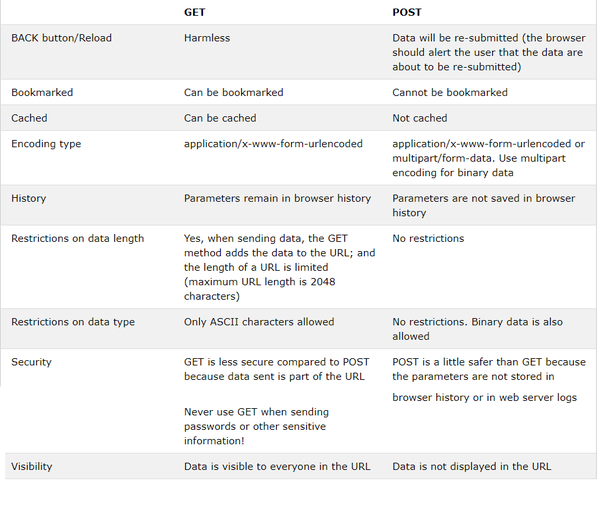 GET POST
BACK button/Reload Harmless Data will be re-submitted (the browser
should alert the user that the data are
about to be re-submitted)
Bookmarked Can be bookmarked Cannot be bookmarked
Cached Can be cached Not cached
Encoding type application/x-www-form-urlencoded application/x-www-form-urlencoded or
multipart/form-data. Use multipart
encoding for binary data
History Parameters remain in browser history Parameters are not saved in browser
history
Restrictions on data length Yes, when sending data, the GET No restrictions
method adds the data to the URL; and
the length of a URL is limited
(maximum URL length is 2048
characters)
Restrictions on data type Only ASCII characters allowed No restrictions. Binary data is also
allowed
Security GET is less secure compared to POST POST is a little safer than GET because
because data sent is part of the URL the parameters are not stored in
browser history or in web server logs
Never use GET when sending
passwords or other sensitive
information!
Visibility Data is visible to everyone in the URL Data is not displayed in the URL